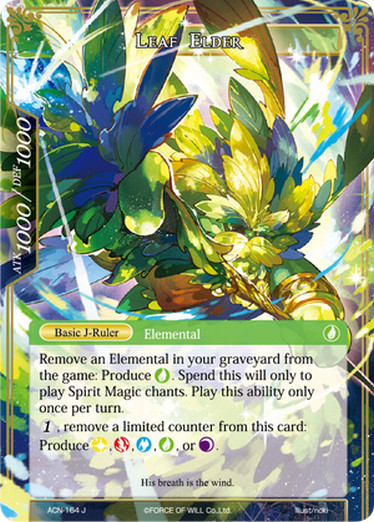 Leaf Elder
ATK 1000 / DEF 1000
Basic J-Ruler Elemental
Remove an Elemental in your graveyard from
the game: Produce . Spend this will only to
play Spirit Magic chants. Play this ability only
once per turn.
1 , remove a limited counter from this card:
Produce , , , , or .
His breath is the wind.
ACN-164 J ©FORCE OF WILL Co.,Ltd. Illust/noki